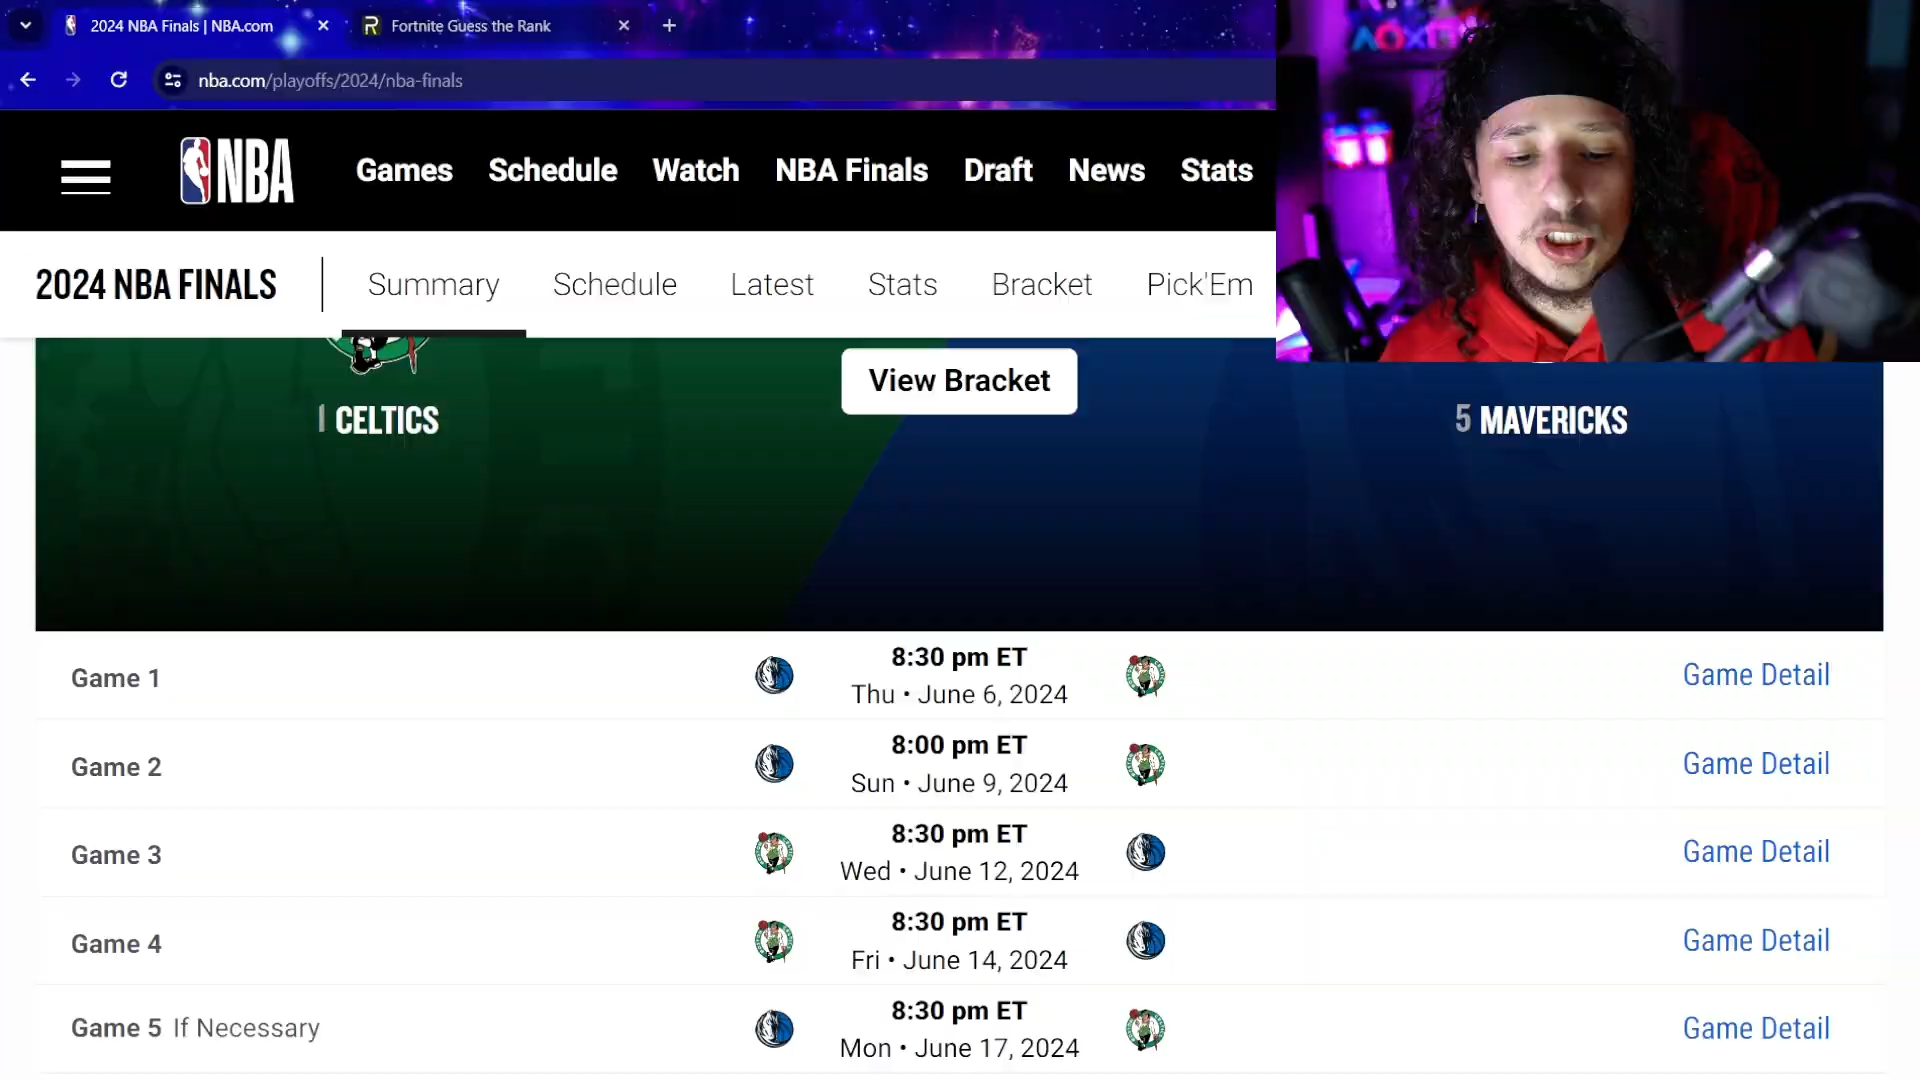 2024 NBA Finals | NBA.com
Fortnite Guess the Rank
nba.com/playoffs/2024/nba-finals
NBA Games Schedule Watch NBA Finals Draft News Stats
2024 NBA FINALS Summary Schedule Latest Stats Bracket Pick'Em
View Bracket
1 CELTICS
5 MAVERICKS
Game 1
8:30 pm ET
Thu • June 6, 2024
Game Detail
Game 2
8:00 pm ET
Sun • June 9, 2024
Game Detail
Game 3
8:30 pm ET
Wed • June 12, 2024
Game Detail
Game 4
8:30 pm ET
Fri • June 14, 2024
Game Detail
Game 5 If Necessary
8:30 pm ET
Mon • June 17, 2024
Game Detail